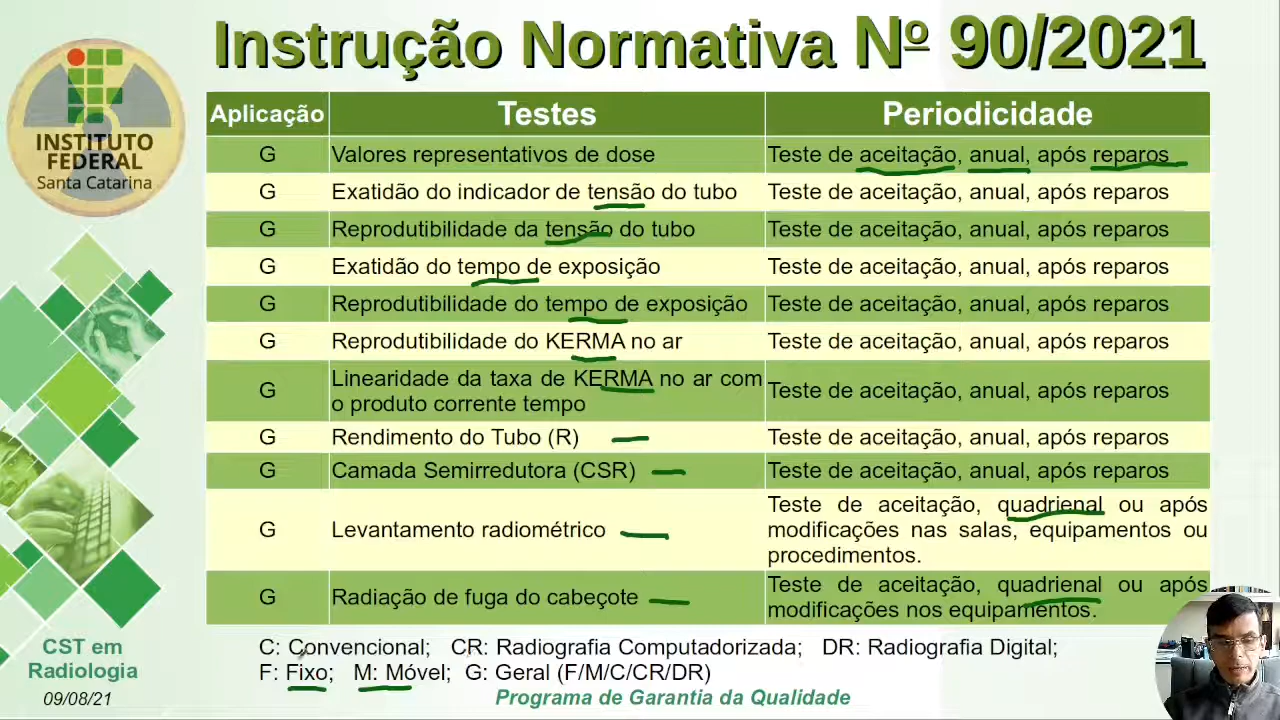 Instrução Normativa Nº 90/2021
INSTITUTO
FEDERAL
Santa Catarina
Aplicação Testes Periodicidade
G Valores representativos de dose Teste de aceitação, anual, após reparos
G Exatidão do indicador de tensão do tubo Teste de aceitação, anual, após reparos
G Reprodutibilidade da tensão do tubo Teste de aceitação, anual, após reparos
G Exatidão do tempo de exposição Teste de aceitação, anual, após reparos
G Reprodutibilidade do tempo de exposição Teste de aceitação, anual, após reparos
G Reprodutibilidade do KERMA no ar Teste de aceitação, anual, após reparos
G Linearidade da taxa de KERMA no ar com
o produto corrente tempo Teste de aceitação, anual, após reparos
G Rendimento do Tubo (R) Teste de aceitação, anual, após reparos
G Camada Semirredutora (CSR) Teste de aceitação, anual, após reparos
G Levantamento radiométrico Teste de aceitação, quadrienal ou após
modificações nas salas, equipamentos ou
procedimentos.
G Radiação de fuga do cabeçote Teste de aceitação, quadrienal ou após
modificações nos equipamentos.
C: Convencional; CR: Radiografia Computadorizada; DR: Radiografia Digital;
F: Fixo; M: Móvel; G: Geral (F/M/C/CR/DR)
CST em
Radiologia
09/08/21
Programa de Garantia da Qualidade